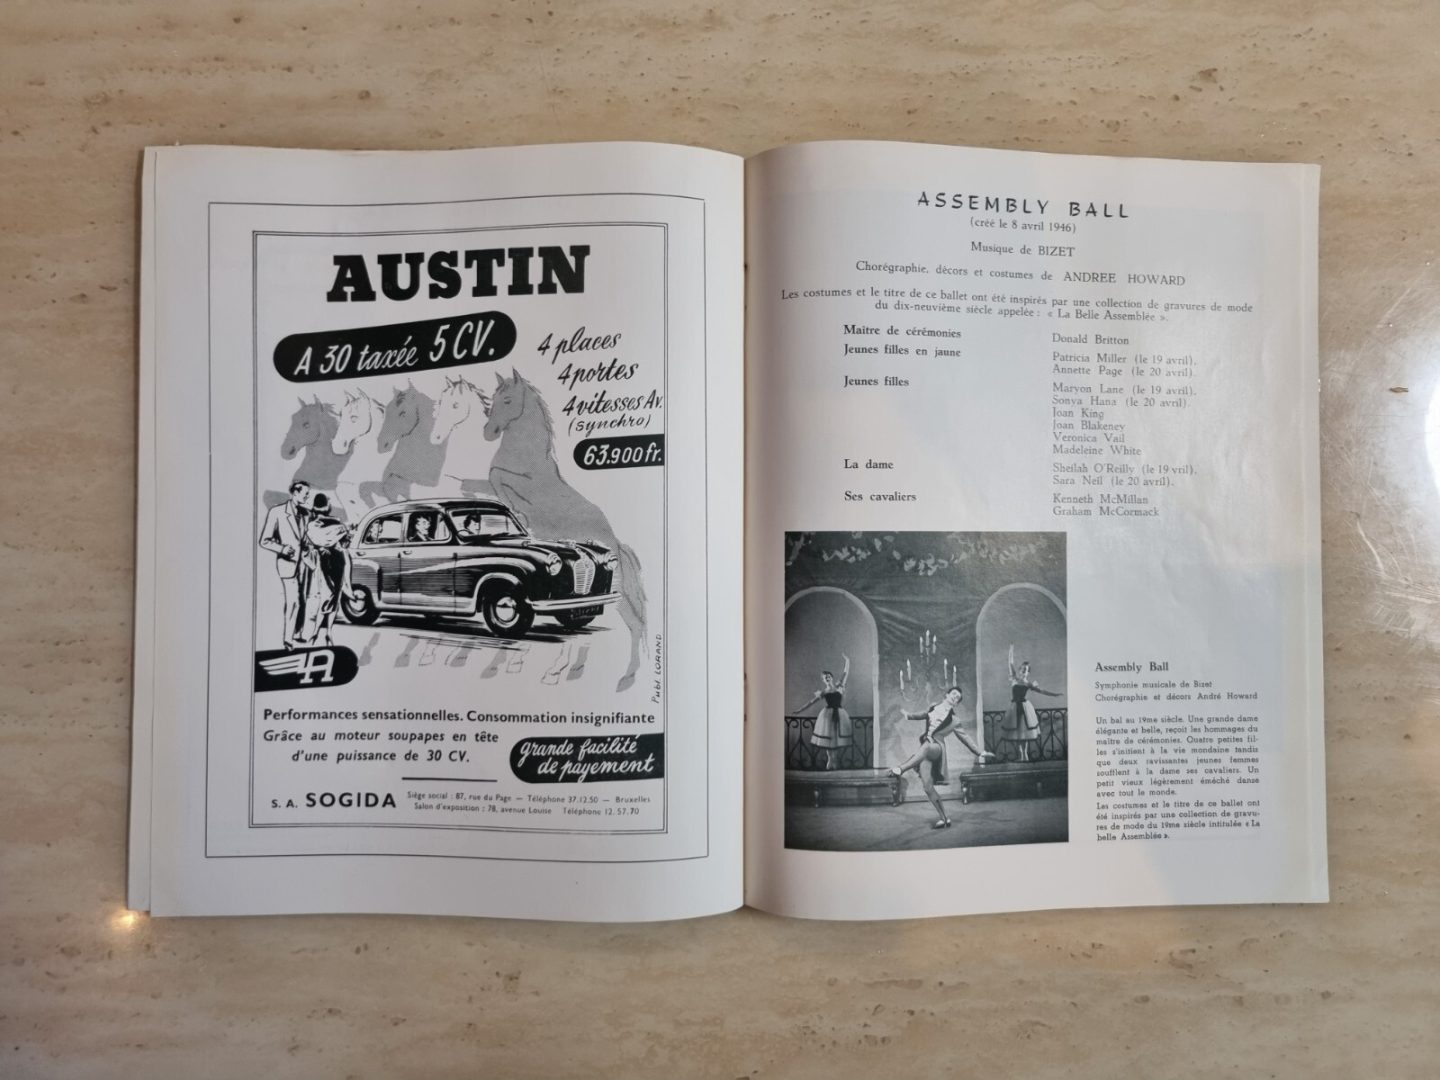 AUSTIN
A 30 taxée 5 CV.
4 places
4 portes
4 vitesses Av.
(synchro)
63.900 fr.
Publ. LORAND
A
Performances sensationnelles. Consommation insignifiante
Grâce au moteur soupapes en tête
d'une puissance de 30 CV.
grande facilité
de payement
S. A. SOGIDA
Siège social : 87, rue du Page — Téléphone 37.12.50 — Bruxelles
Salon d'exposition : 78, avenue Louise Téléphone 12.57.70
ASSEMBLY BALL
(créé le 8 avril 1946)
Musique de BIZET
Chorégraphie, décors et costumes de ANDREE HOWARD
Les costumes et le titre de ce ballet ont été inspirés par une collection de gravures de mode
du dix-neuvième siècle appelée : « La Belle Assemblée ».
Maître de cérémonies Donald Britton
Jeunes filles en jaune Patricia Miller (le 19 avril).
Annette Page (le 20 avril).
Jeunes filles Maryon Lane (le 19 avril).
Sonya Hana (le 20 avril).
Joan King
Joan Blakeney
Veronica Vail
Madeleine White
La dame Sheilah O'Reilly (le 19 vril).
Sara Neil (le 20 avril).
Ses cavaliers Kenneth McMillan
Graham McCormack
Assembly Ball
Symphonie musicale de Bizet
Chorégraphie et décors André Howard
Un bal au 19me siècle. Une grande dame
élégante et belle, reçoit les hommages du
maître de cérémonies. Quatre petites fil-
les s'initient à la vie mondaine tandis
que deux ravissantes jeunes femmes
soufflent à la dame ses cavaliers. Un
petit vieux légèrement éméché danse
avec tout le monde.
Les costumes et le titre de ce ballet ont
été inspirés par une collection de gravu-
res de mode du 19me siècle intitulée « La
belle Assemblée ».